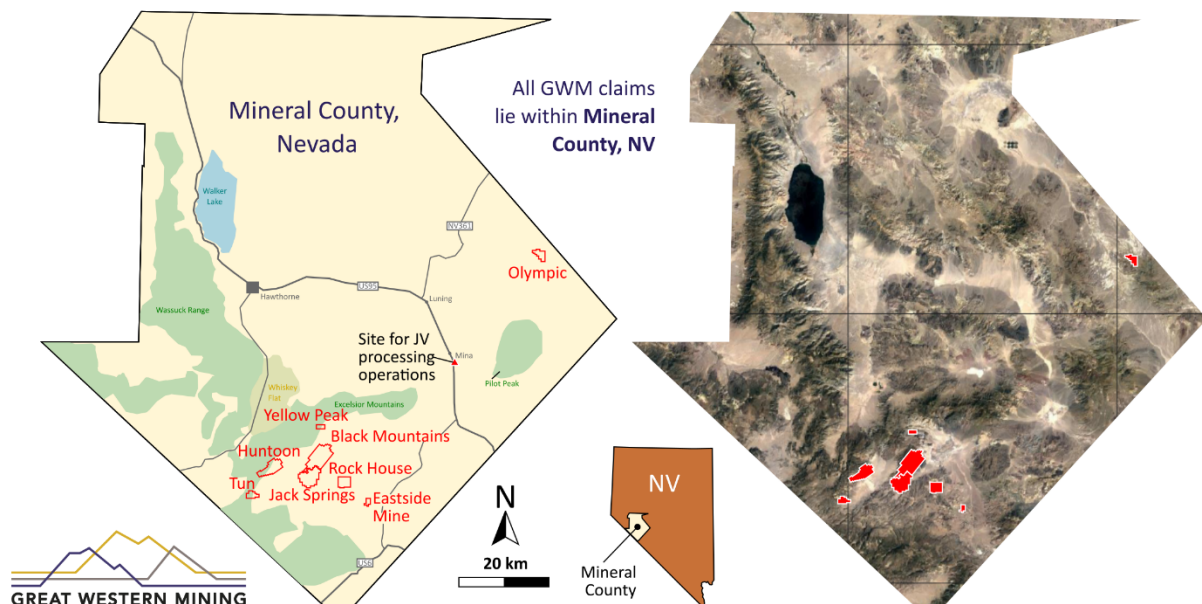 Mineral County,
Nevada
All GWM claims
lie within Mineral
County, NV
Walker
Lake
NV361
Olympic
US95
Hawthorne
Luning
Wassuck Range
Site for JV
processing
operations
Mina
Pilot Peak
Whiskey
Flat
Excelsior Mountains
Yellow Peak
Black Mountains
Huntoon
Rock House
Tun
Jack Springs
Eastside
Mine
N
NV
US6
20 km
Mineral
County
GREAT WESTERN MINING